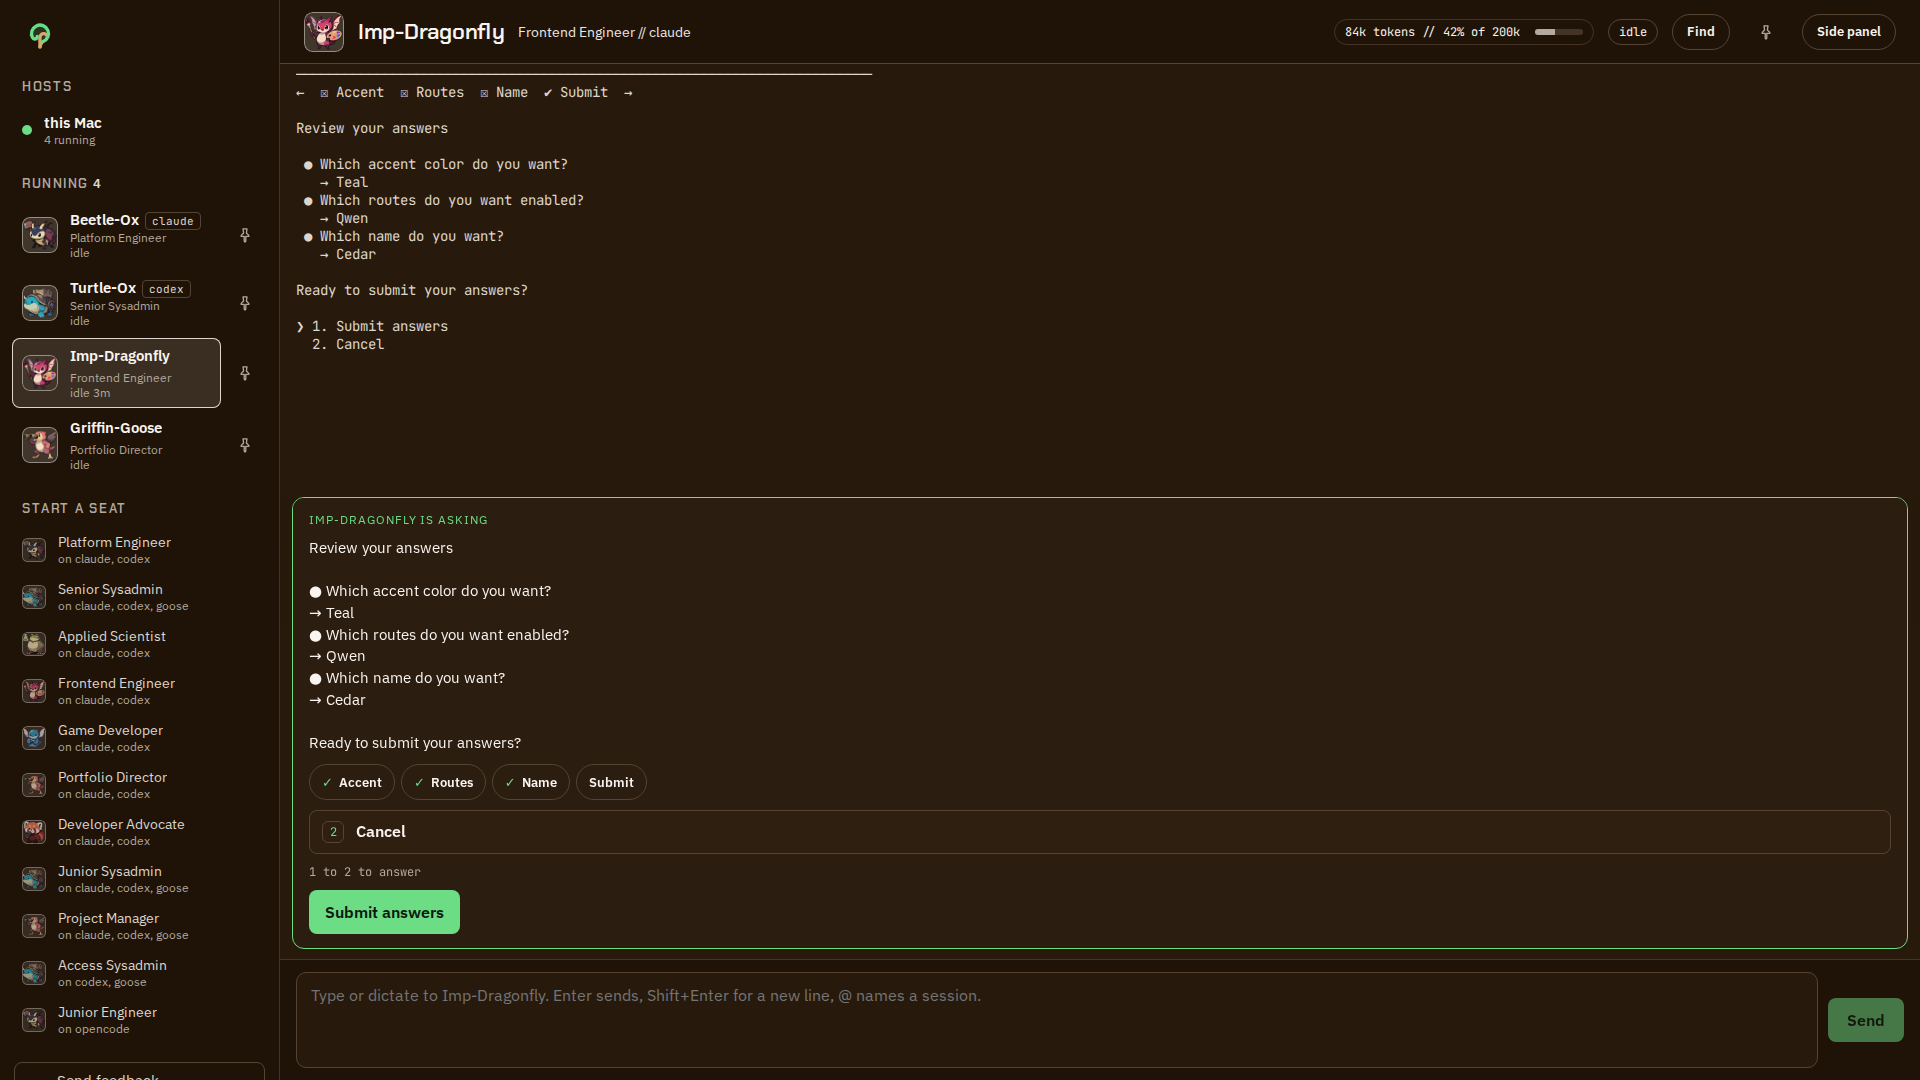 HOSTS
this Mac
4 running
RUNNING 4
Beetle-Ox claude
Platform Engineer
idle
Turtle-Ox codex
Senior Sysadmin
idle
Imp-Dragonfly
Frontend Engineer
idle 3m
Griffin-Goose
Portfolio Director
idle
START A SEAT
Platform Engineer
on claude, codex
Senior Sysadmin
on claude, codex, goose
Applied Scientist
on claude, codex
Frontend Engineer
on claude, codex
Game Developer
on claude, codex
Portfolio Director
on claude, codex
Developer Advocate
on claude, codex
Junior Sysadmin
on claude, codex, goose
Project Manager
on claude, codex, goose
Access Sysadmin
on codex, goose
Junior Engineer
on opencode
Send feedback
Imp-Dragonfly Frontend Engineer // claude 84k tokens // 42% of 200k idle Find Side panel
← ☒ Accent ☒ Routes ☒ Name ✔ Submit →
Review your answers
● Which accent color do you want?
→ Teal
● Which routes do you want enabled?
→ Qwen
● Which name do you want?
→ Cedar
Ready to submit your answers?
❯ 1. Submit answers
2. Cancel
IMP-DRAGONFLY IS ASKING
Review your answers
● Which accent color do you want?
→ Teal
● Which routes do you want enabled?
→ Qwen
● Which name do you want?
→ Cedar
Ready to submit your answers?
✓ Accent ✓ Routes ✓ Name Submit
2 Cancel
1 to 2 to answer
Submit answers
Type or dictate to Imp-Dragonfly. Enter sends, Shift+Enter for a new line, @ names a session.
Send